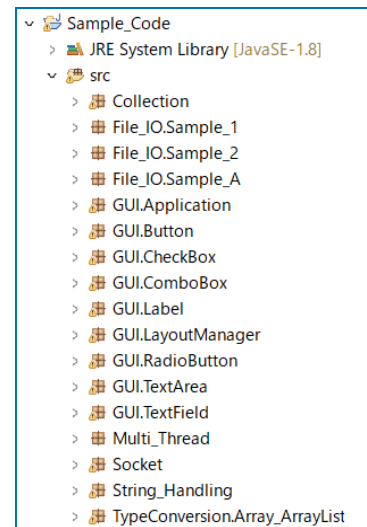 Sample_Code
JRE System Library [JavaSE-1.8]
src
Collection
File_IO.Sample_1
File_IO.Sample_2
File_IO.Sample_A
GUI.Application
GUI.Button
GUI.CheckBox
GUI.ComboBox
GUI.Label
GUI.LayoutManager
GUI.RadioButton
GUI.TextArea
GUI.TextField
Multi_Thread
Socket
String_Handling
TypeConversion.Array_ArrayList